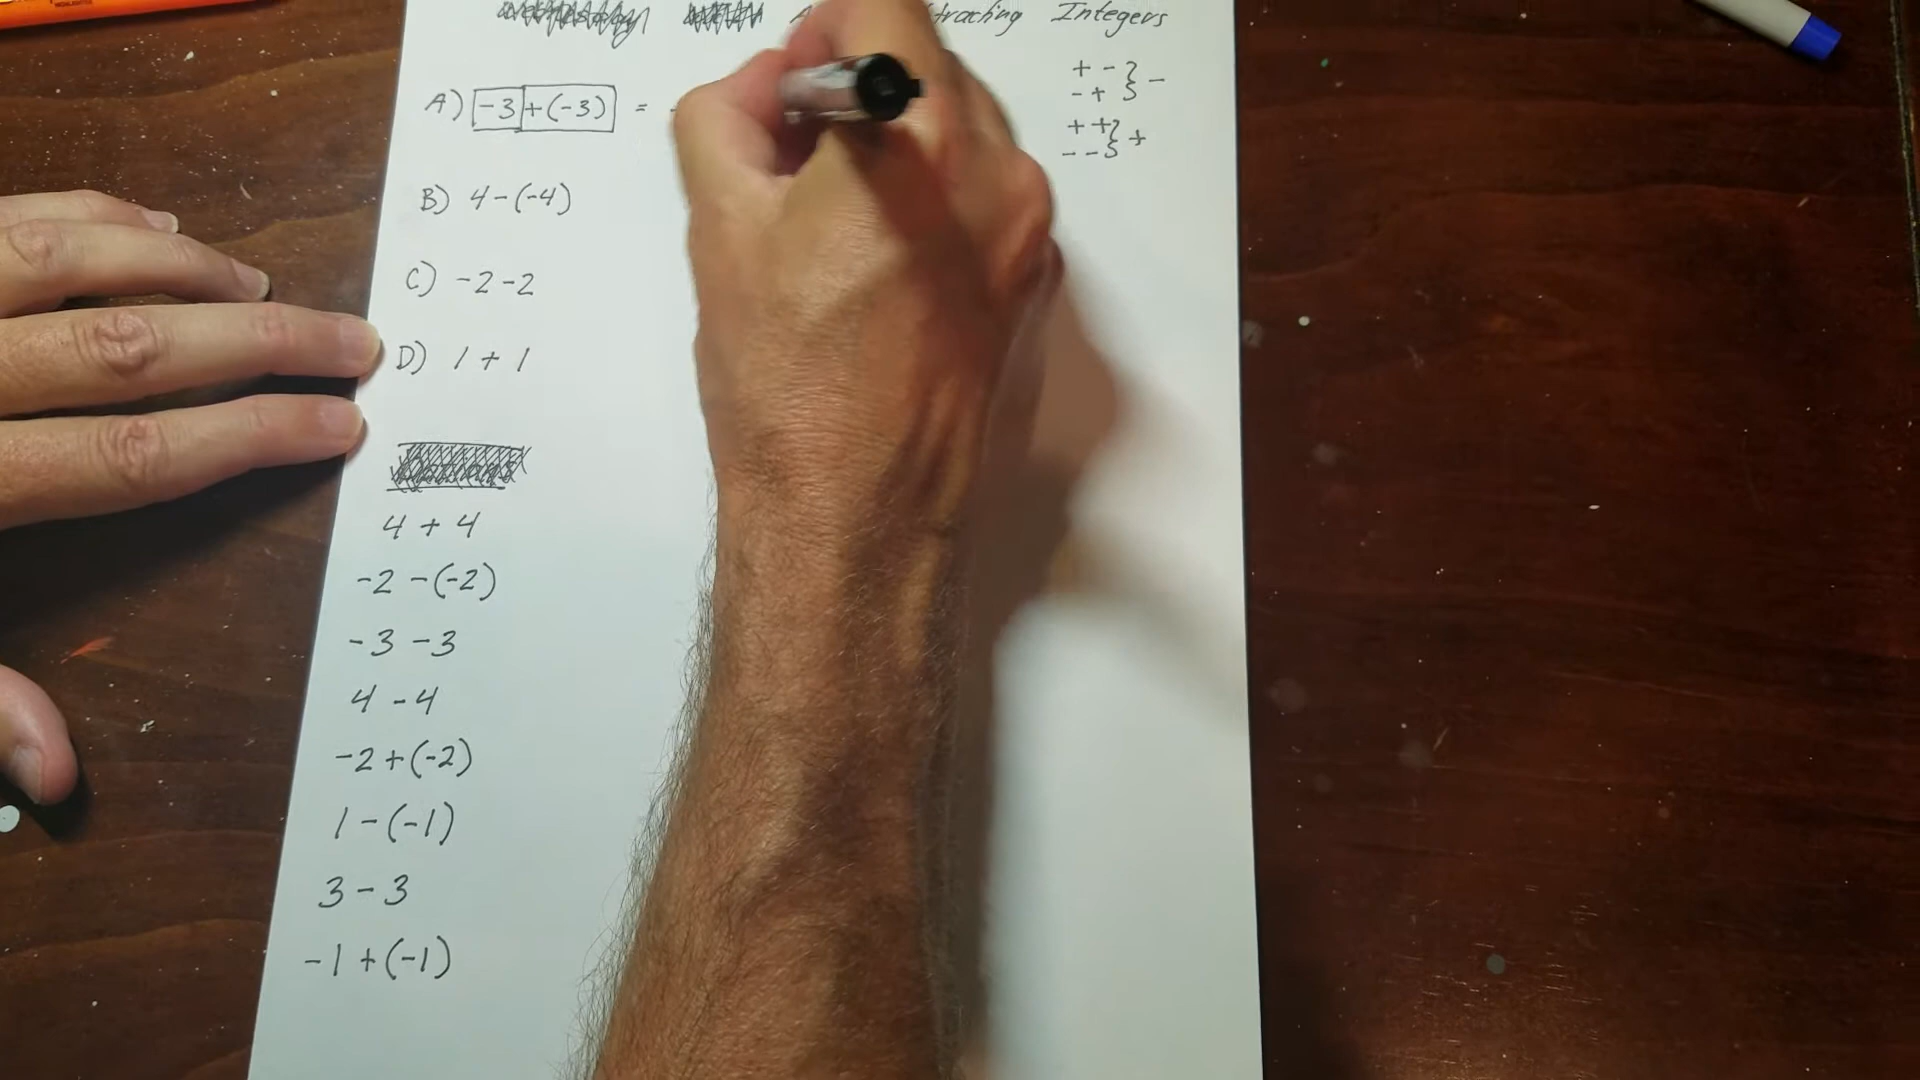 Integers
+ - } -
- + }
A) -3 +(-3) =
+ + } +
- - }
B) 4-(-4)
C) -2 -2
D) 1 + 1
4 + 4
-2 -(-2)
-3 -3
4 - 4
-2+(-2)
1-(-1)
3 - 3
-1 +(-1)